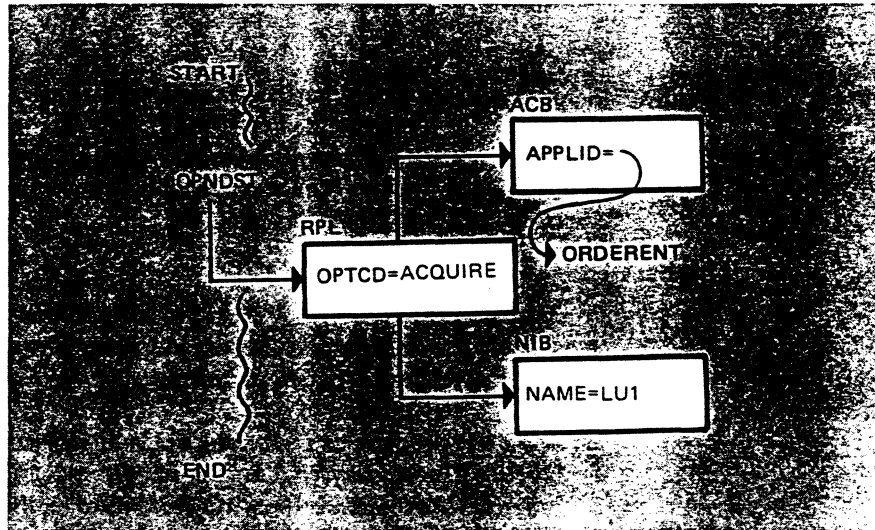 START
ACB
APPLID=
OPNDST
RPL
ORDERENT
OPTCD=ACQUIRE
NIB
NAME=LU1
END